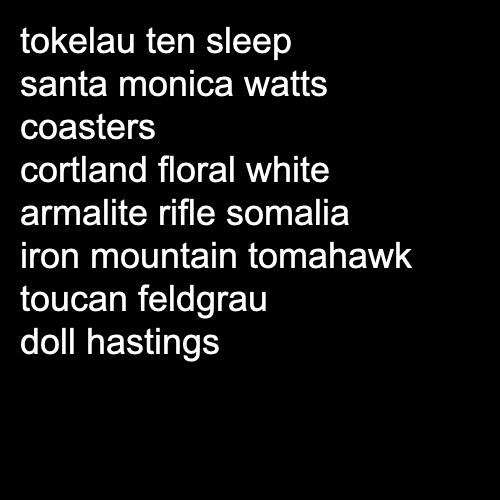 tokelau ten sleep
santa monica watts
coasters
cortland floral white
armalite rifle somalia
iron mountain tomahawk
toucan feldgrau
doll hastings